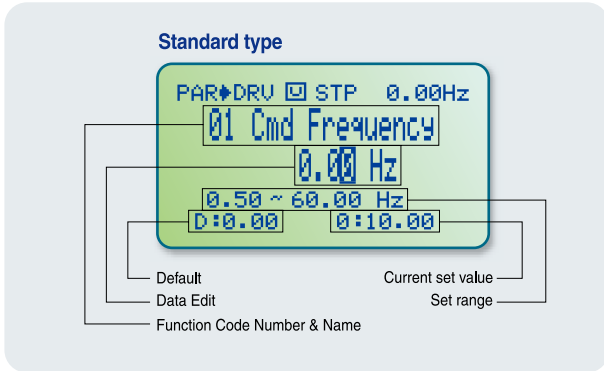 Standard type
PAR➧DRV U STP 0.00Hz
01 Cmd Frequency
0.00 Hz
0.50 ~ 60.00 Hz
D:0.00 0:10.00
Default Current set value
Data Edit Set range
Function Code Number & Name